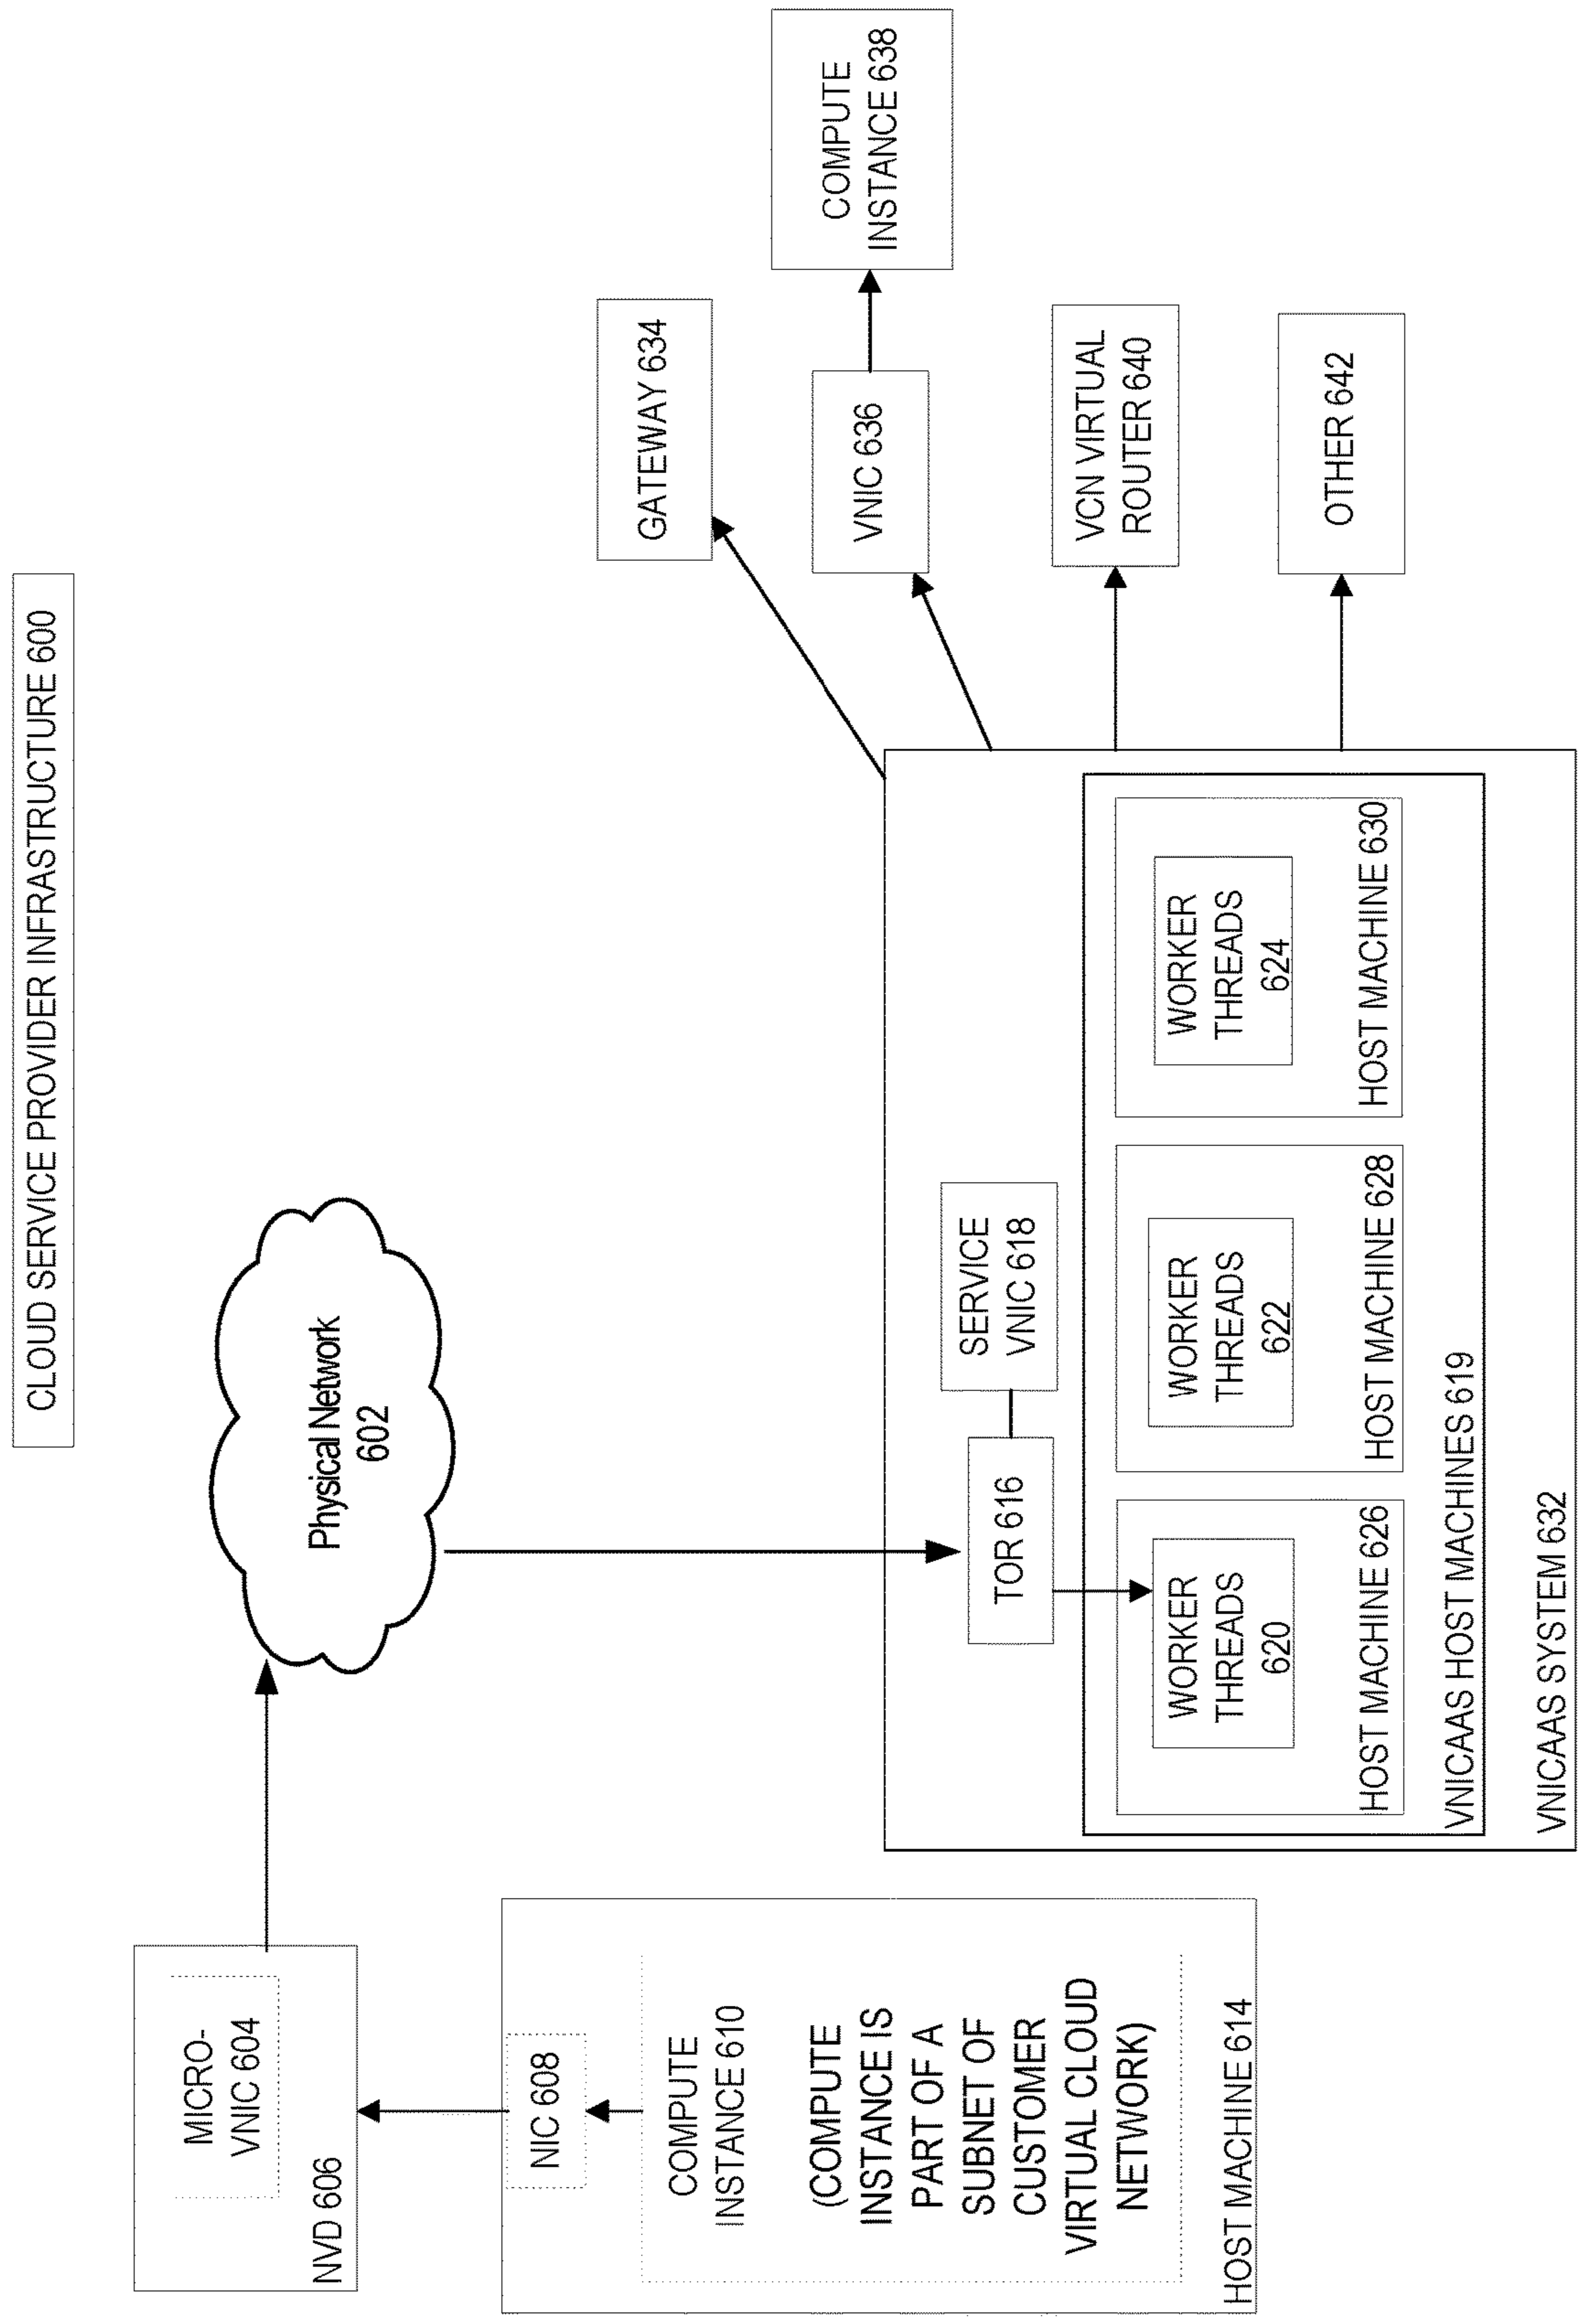 CLOUD SERVICE PROVIDER INFRASTRUCTURE 600
MICRO-
VNIC 604
NVD 606
Physical Network
602
NIC 608
COMPUTE
INSTANCE 610
(COMPUTE
INSTANCE IS
PART OF A
SUBNET OF
CUSTOMER
VIRTUAL CLOUD
NETWORK)
HOST MACHINE 614
TOR 616
SERVICE
VNIC 618
WORKER
THREADS
620
HOST MACHINE 626
WORKER
THREADS
622
HOST MACHINE 628
WORKER
THREADS
624
HOST MACHINE 630
VNICAAS HOST MACHINES 619
VNICAAS SYSTEM 632
GATEWAY 634
VNIC 636
COMPUTE
INSTANCE 638
VCN VIRTUAL
ROUTER 640
OTHER 642